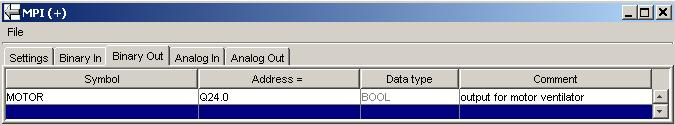 MPI (+)
File
Settings Binary In Binary Out Analog In Analog Out
Symbol Address = Data type Comment
MOTOR Q24.0 BOOL output for motor ventilator